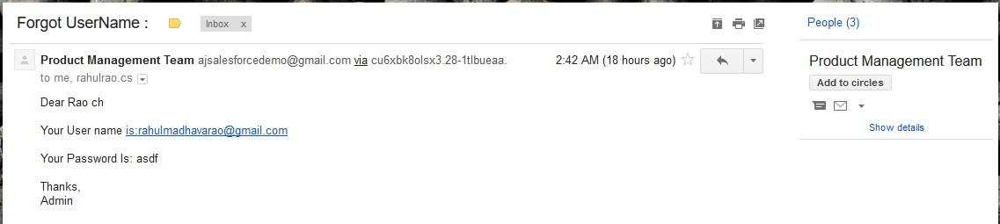 Forgot UserName :
Inbox x
People (3)
Product Management Team ajsalesforcedemo@gmail.com via cu6xbk8olsx3.28-1tlbueaa.
2:42 AM (18 hours ago)
to me, rahulrao.cs
Product Management Team
Add to circles
Show details
Dear Rao ch
Your User name is:rahulmadhavarao@gmail.com
Your Password Is: asdf
Thanks,
Admin